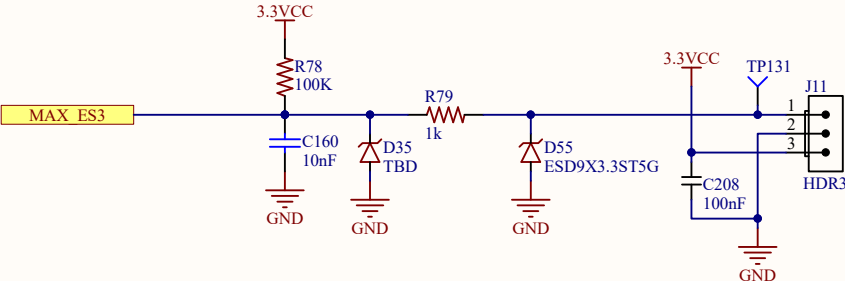 3.3VCC
R78
100K
3.3VCC
TP131
J11
R79
1
MAX_ES3
2
1k
C160
10nF
D35
TBD
D55
ESD9X3.3ST5G
3
C208
100nF
HDR3
GND
GND
GND
GND